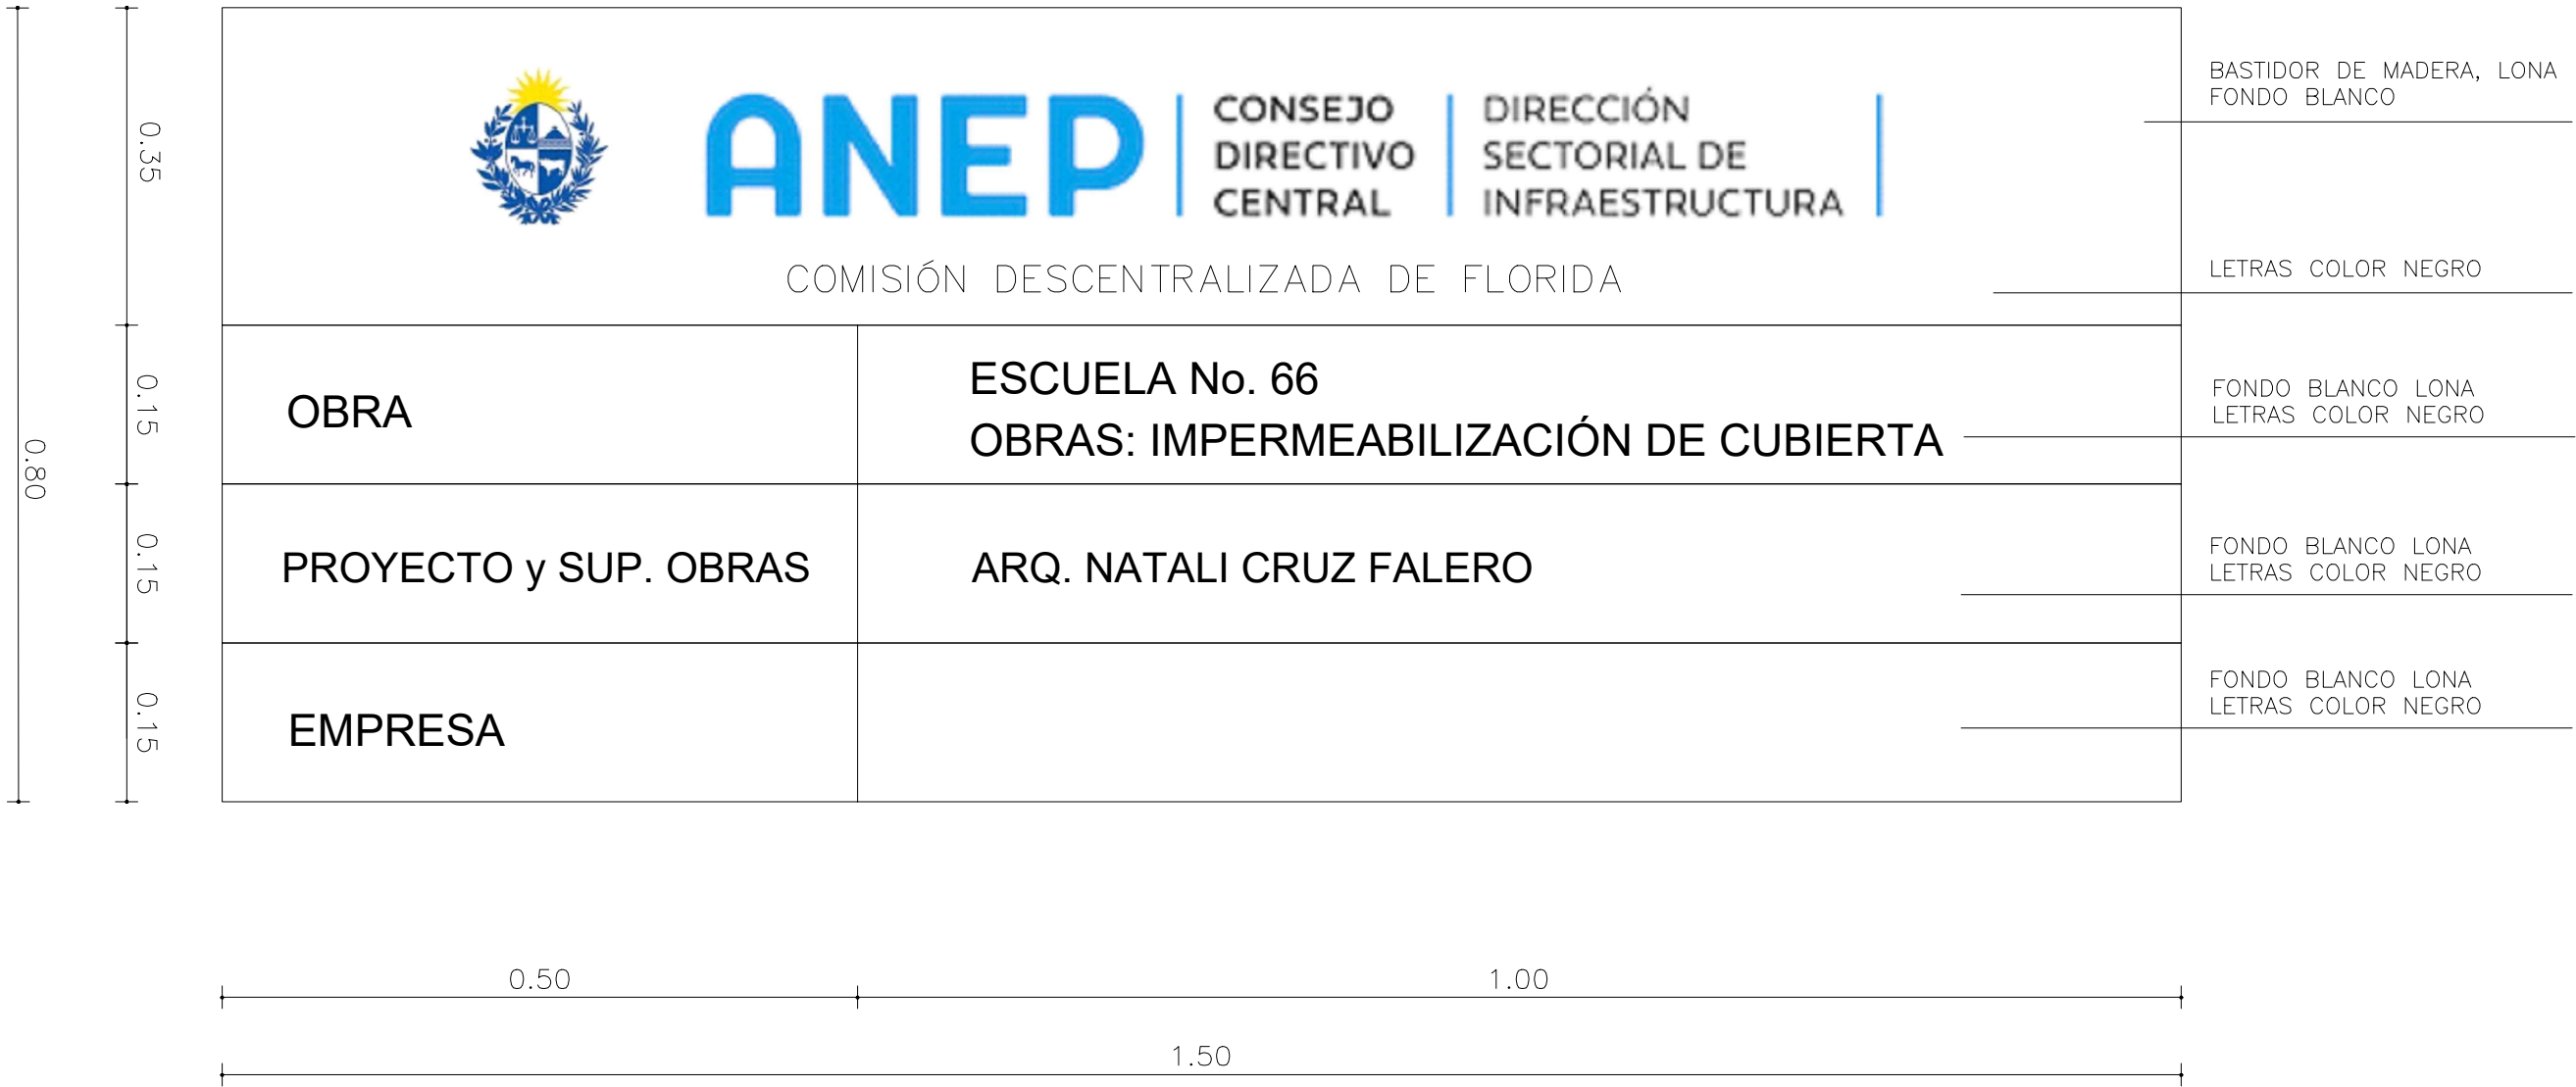 BASTIDOR DE MADERA, LONA
FONDO BLANCO
ANEP
CONSEJO
DIRECTIVO
CENTRAL
DIRECCIÓN
SECTORIAL DE
INFRAESTRUCTURA
0.35
COMISIÓN DESCENTRALIZADA DE FLORIDA
LETRAS COLOR NEGRO
0.80
0.15
OBRA
ESCUELA No. 66
OBRAS: IMPERMEABILIZACIÓN DE CUBIERTA
FONDO BLANCO LONA
LETRAS COLOR NEGRO
0.15
PROYECTO y SUP. OBRAS
ARQ. NATALI CRUZ FALERO
FONDO BLANCO LONA
LETRAS COLOR NEGRO
0.15
EMPRESA
FONDO BLANCO LONA
LETRAS COLOR NEGRO
0.50
1.00
1.50